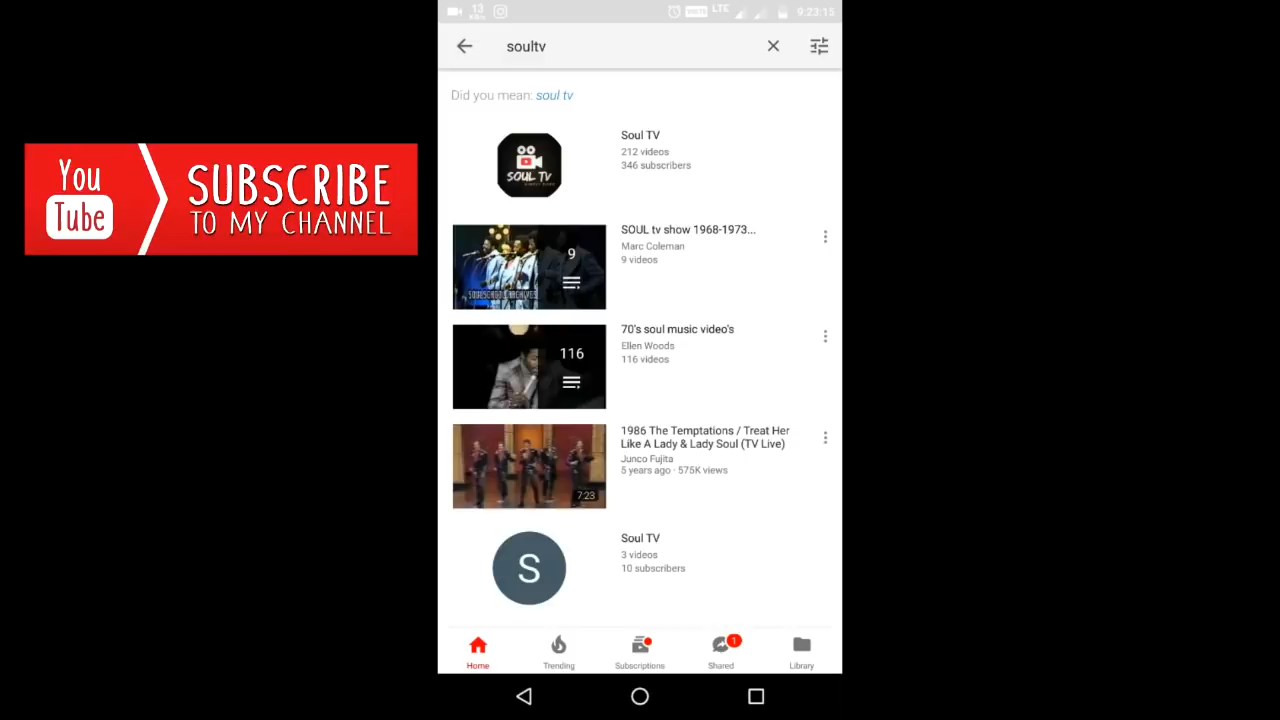 13
KB/s
VoLTE
LTE
9:23:15
soultv
Did you mean: soul tv
You
Tube
SUBSCRIBE
TO MY CHANNEL
SOUL TV
Soul TV
212 videos
346 subscribers
9
SOUL tv show 1968-1973...
Marc Coleman
9 videos
116
70's soul music video's
Ellen Woods
116 videos
7:23
1986 The Temptations / Treat Her
Like A Lady & Lady Soul (TV Live)
Junco Fujita
5 years ago · 575K views
S
Soul TV
3 videos
10 subscribers
1
Home
Trending
Subscriptions
Shared
Library